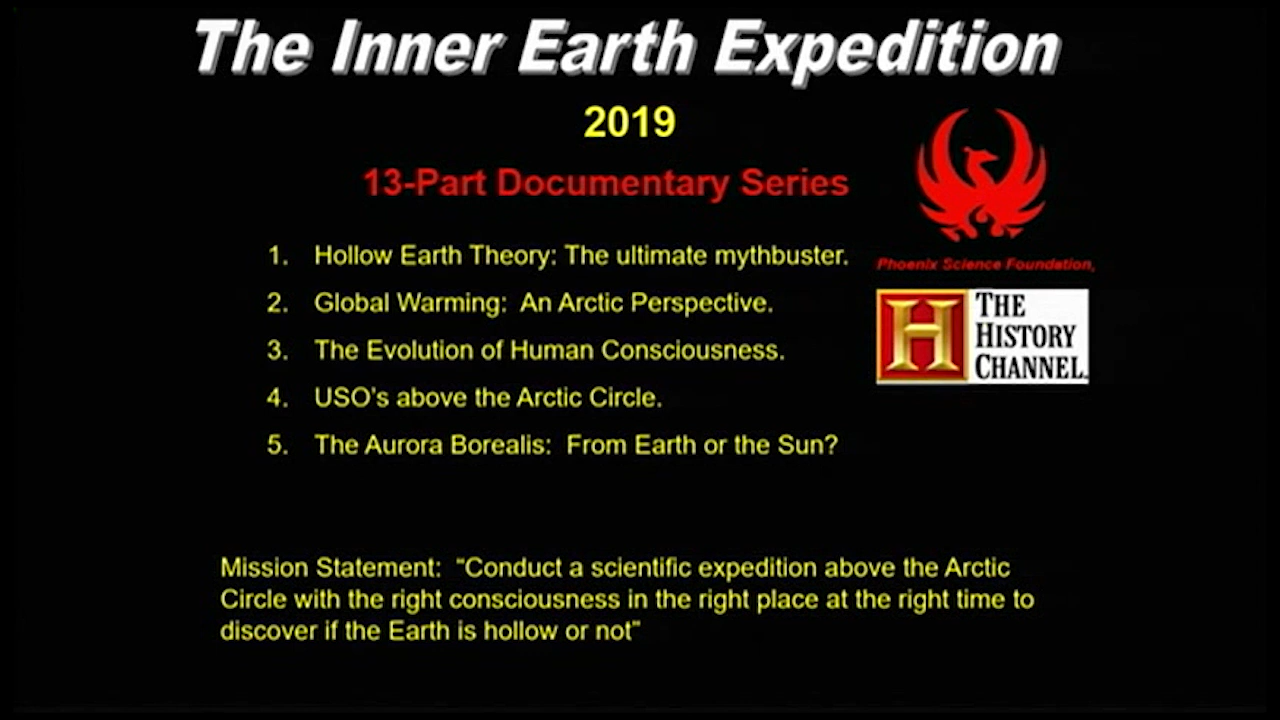 The Inner Earth Expedition
2019
13-Part Documentary Series
1. Hollow Earth Theory: The ultimate mythbuster.
2. Global Warming: An Arctic Perspective.
3. The Evolution of Human Consciousness.
4. USO's above the Arctic Circle.
5. The Aurora Borealis: From Earth or the Sun?
Phoenix Science Foundation,
H
THE
HISTORY
CHANNEL.
Mission Statement: "Conduct a scientific expedition above the Arctic
Circle with the right consciousness in the right place at the right time to
discover if the Earth is hollow or not"